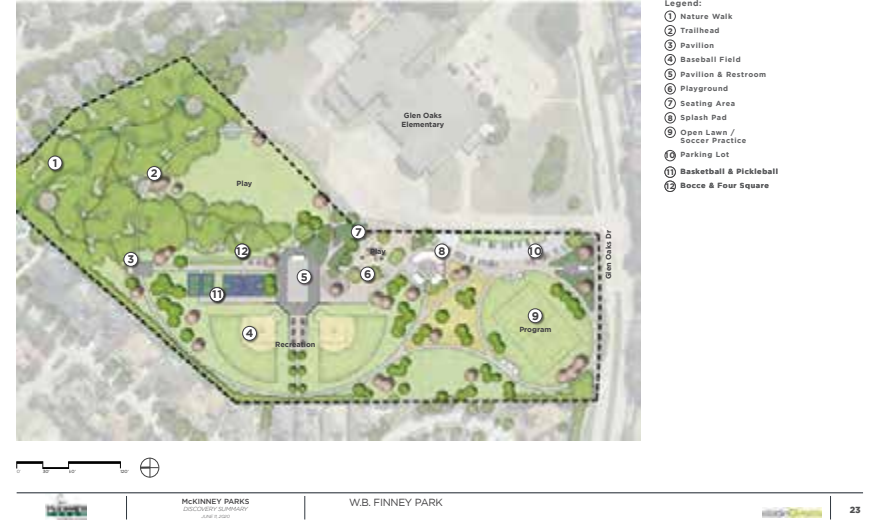 Legend:
1 Nature Walk
2 Trailhead
3 Pavilion
4 Baseball Field
5 Pavilion & Restroom
6 Playground
7 Seating Area
8 Splash Pad
9 Open Lawn /
Soccer Practice
10 Parking Lot
11 Basketball & Pickleball
12 Bocce & Four Square
Glen Oaks
Elementary
1
2
Play
7
Glen Oaks Dr
12
Play
8
10
3
6
5
11
9
Program
4
Recreation
McKINNEY PARKS
DISCOVERY SUMMARY
W.B. FINNEY PARK
23